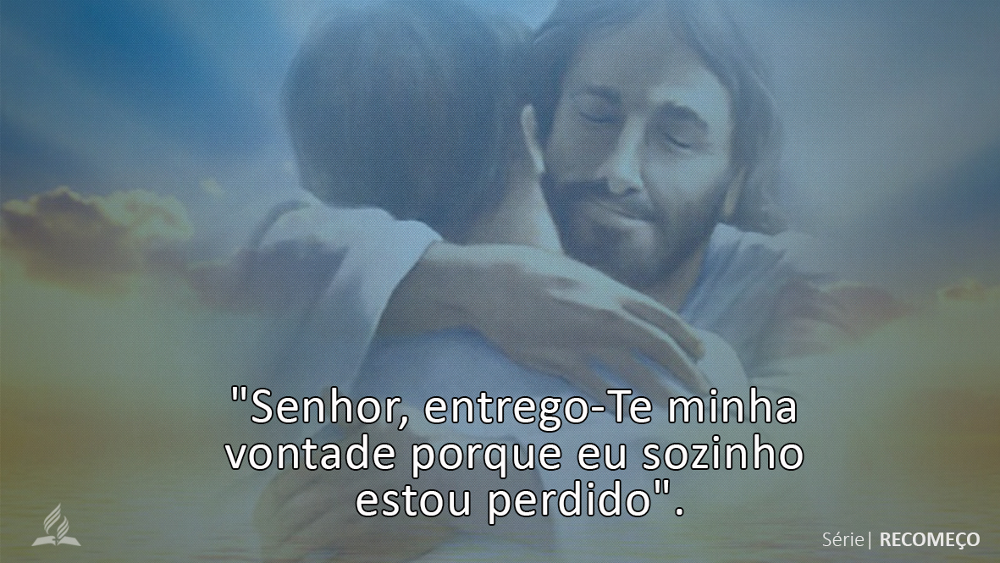 "Senhor, entrego-Te minha
vontade porque eu sozinho
estou perdido".
Série| RECOMEÇO